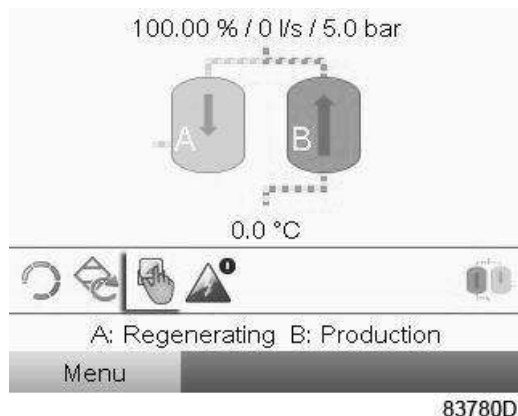 100.00 % / 0 l/s / 5.0 bar
A
B
0.0 °C
A: Regenerating B: Production
Menu
83780D